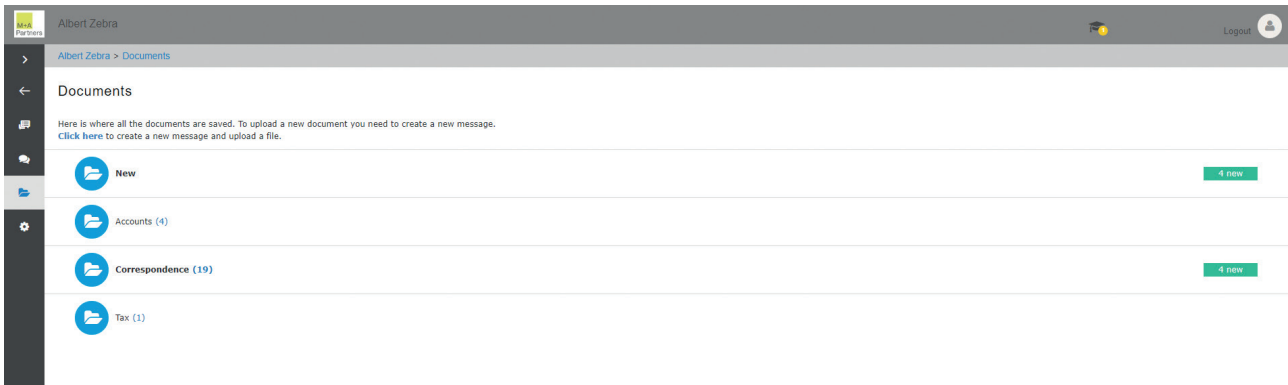 M+A
Partners
Albert Zebra
1
Logout
Albert Zebra > Documents
Documents
Here is where all the documents are saved. To upload a new document you need to create a new message.
Click here to create a new message and upload a file.
New
4 new
Accounts (4)
Correspondence (19)
4 new
Tax (1)